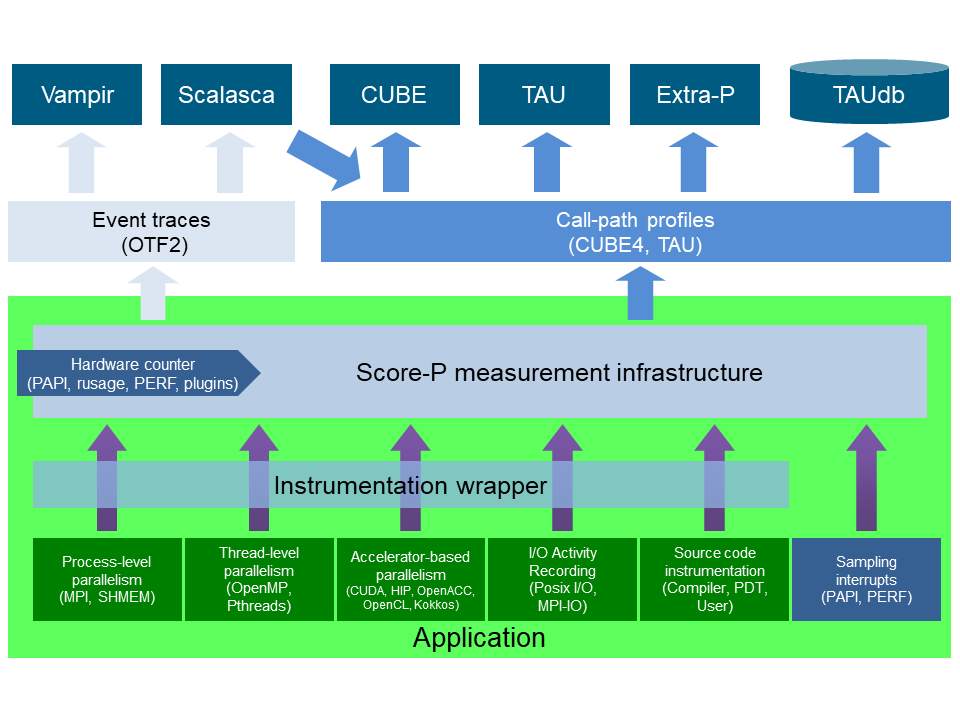 Vampir
Scalasca
CUBE
TAU
Extra-P
TAUdb
Event traces
(OTF2)
Call-path profiles
(CUBE4, TAU)
Hardware counter
(PAPI, rusage, PERF, plugins)
Score-P measurement infrastructure
Instrumentation wrapper
Process-level
parallelism
(MPI, SHMEM)
Thread-level
parallelism
(OpenMP,
Pthreads)
Accelerator-based
parallelism
(CUDA, HIP, OpenACC,
OpenCL, Kokkos)
I/O Activity
Recording
(Posix I/O,
MPI-IO)
Source code
instrumentation
(Compiler, PDT,
User)
Sampling
interrupts
(PAPI, PERF)
Application